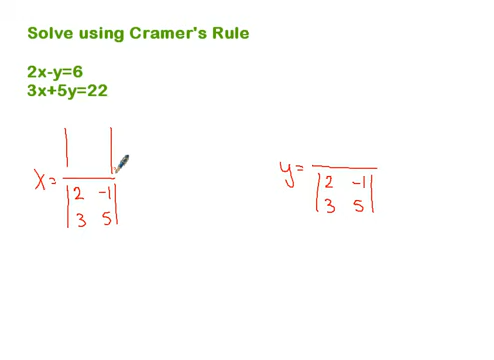 Solve using Cramer's Rule
2x-y=6
3x+5y=22
x = | | / |2 -1|
|3 5|
y = / |2 -1|
|3 5|